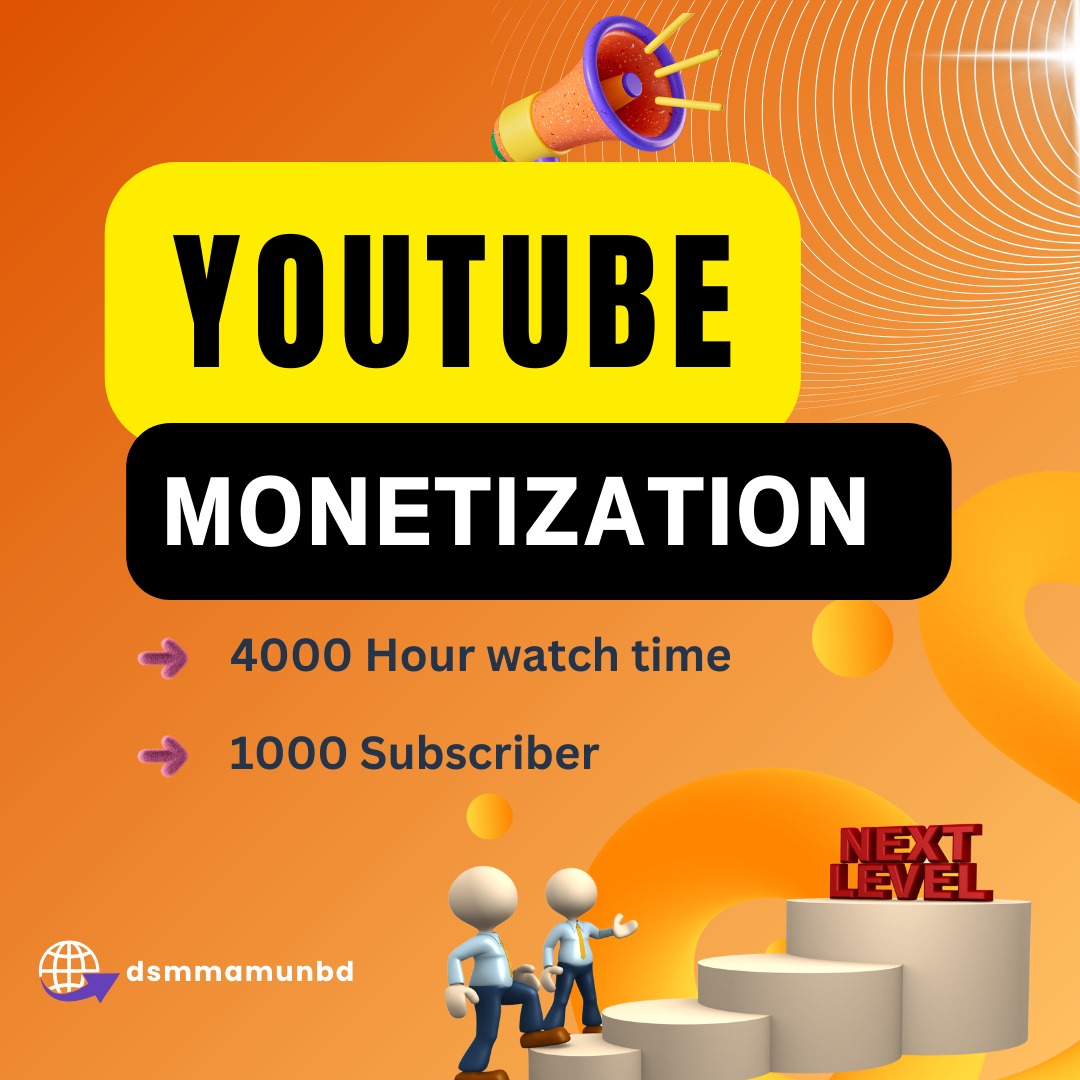 YOUTUBE
MONETIZATION
4000 Hour watch time
1000 Subscriber
NEXT
LEVEL
dsmmamunbd